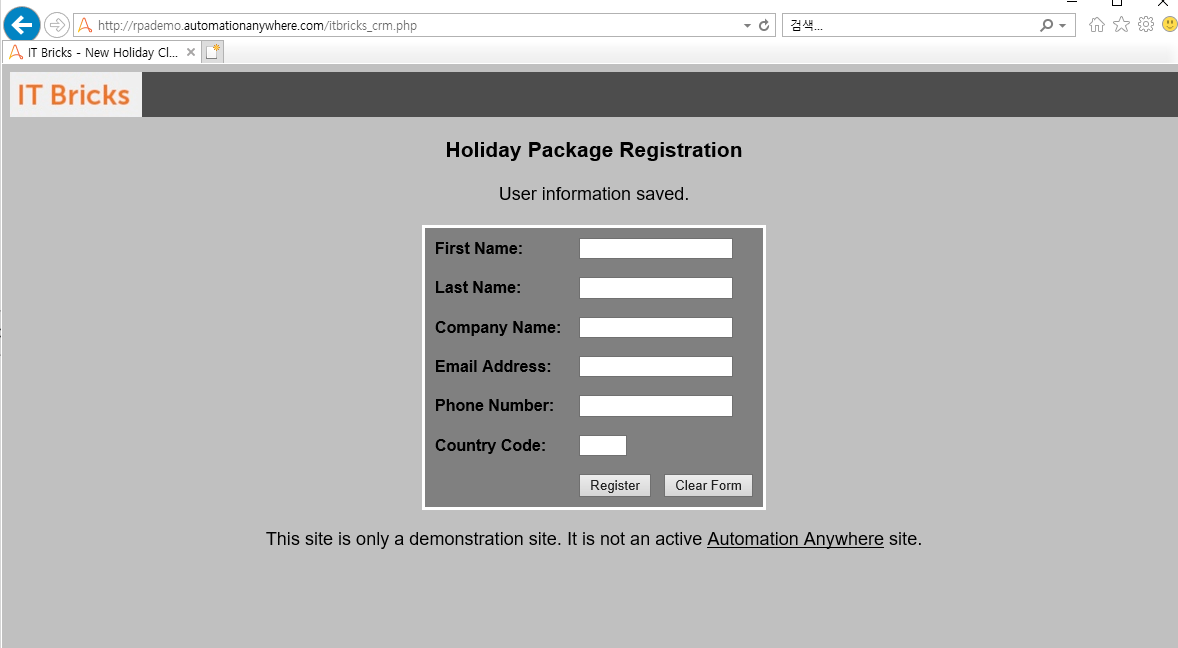 http://rpademo.automationanywhere.com/itbricks_crm.php
검색...
IT Bricks - New Holiday Cl...
IT Bricks
Holiday Package Registration
User information saved.
First Name:
Last Name:
Company Name:
Email Address:
Phone Number:
Country Code:
Register Clear Form
This site is only a demonstration site. It is not an active Automation Anywhere site.